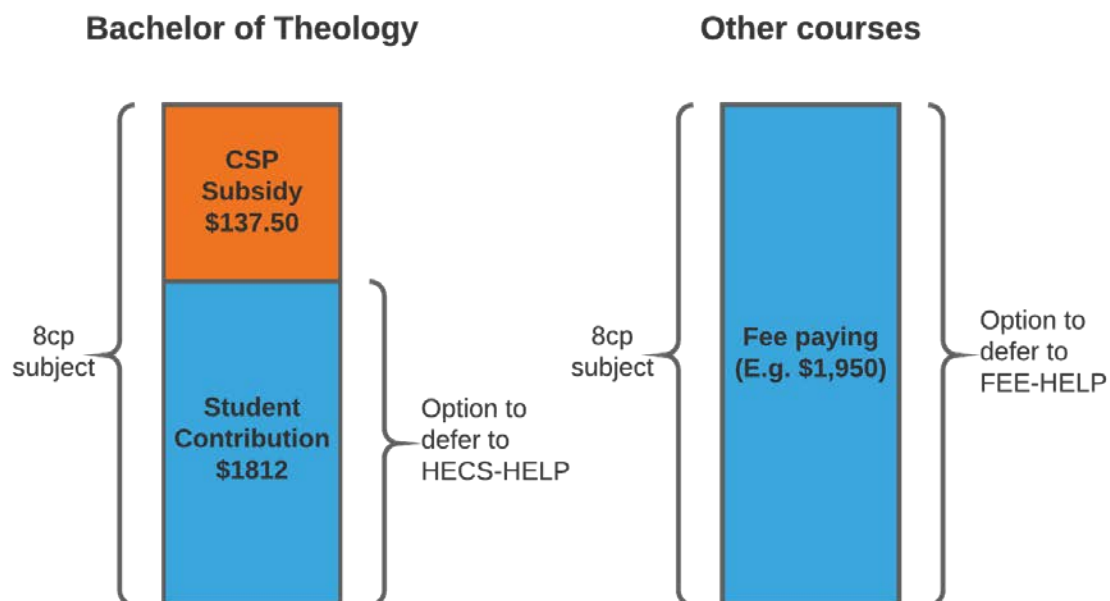 Bachelor of Theology
8cp
subject
CSP
Subsidy
$137.50
Student
Contribution
$1812
Option to
defer to
HECS-HELP
Other courses
8cp
subject
Fee paying
(E.g. $1,950)
Option to
defer to
FEE-HELP